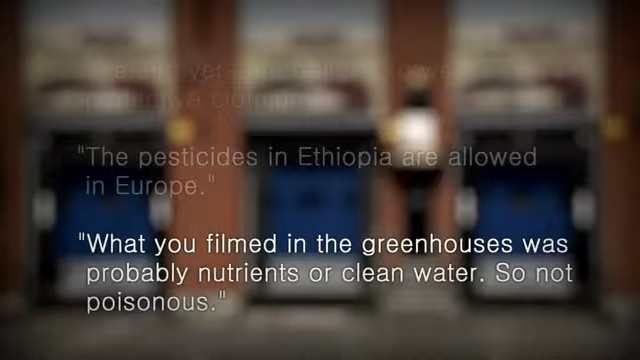 "The pesticides in Ethiopia are allowed
in Europe."
"What you filmed in the greenhouses was
probably nutrients or clean water. So not
poisonous."